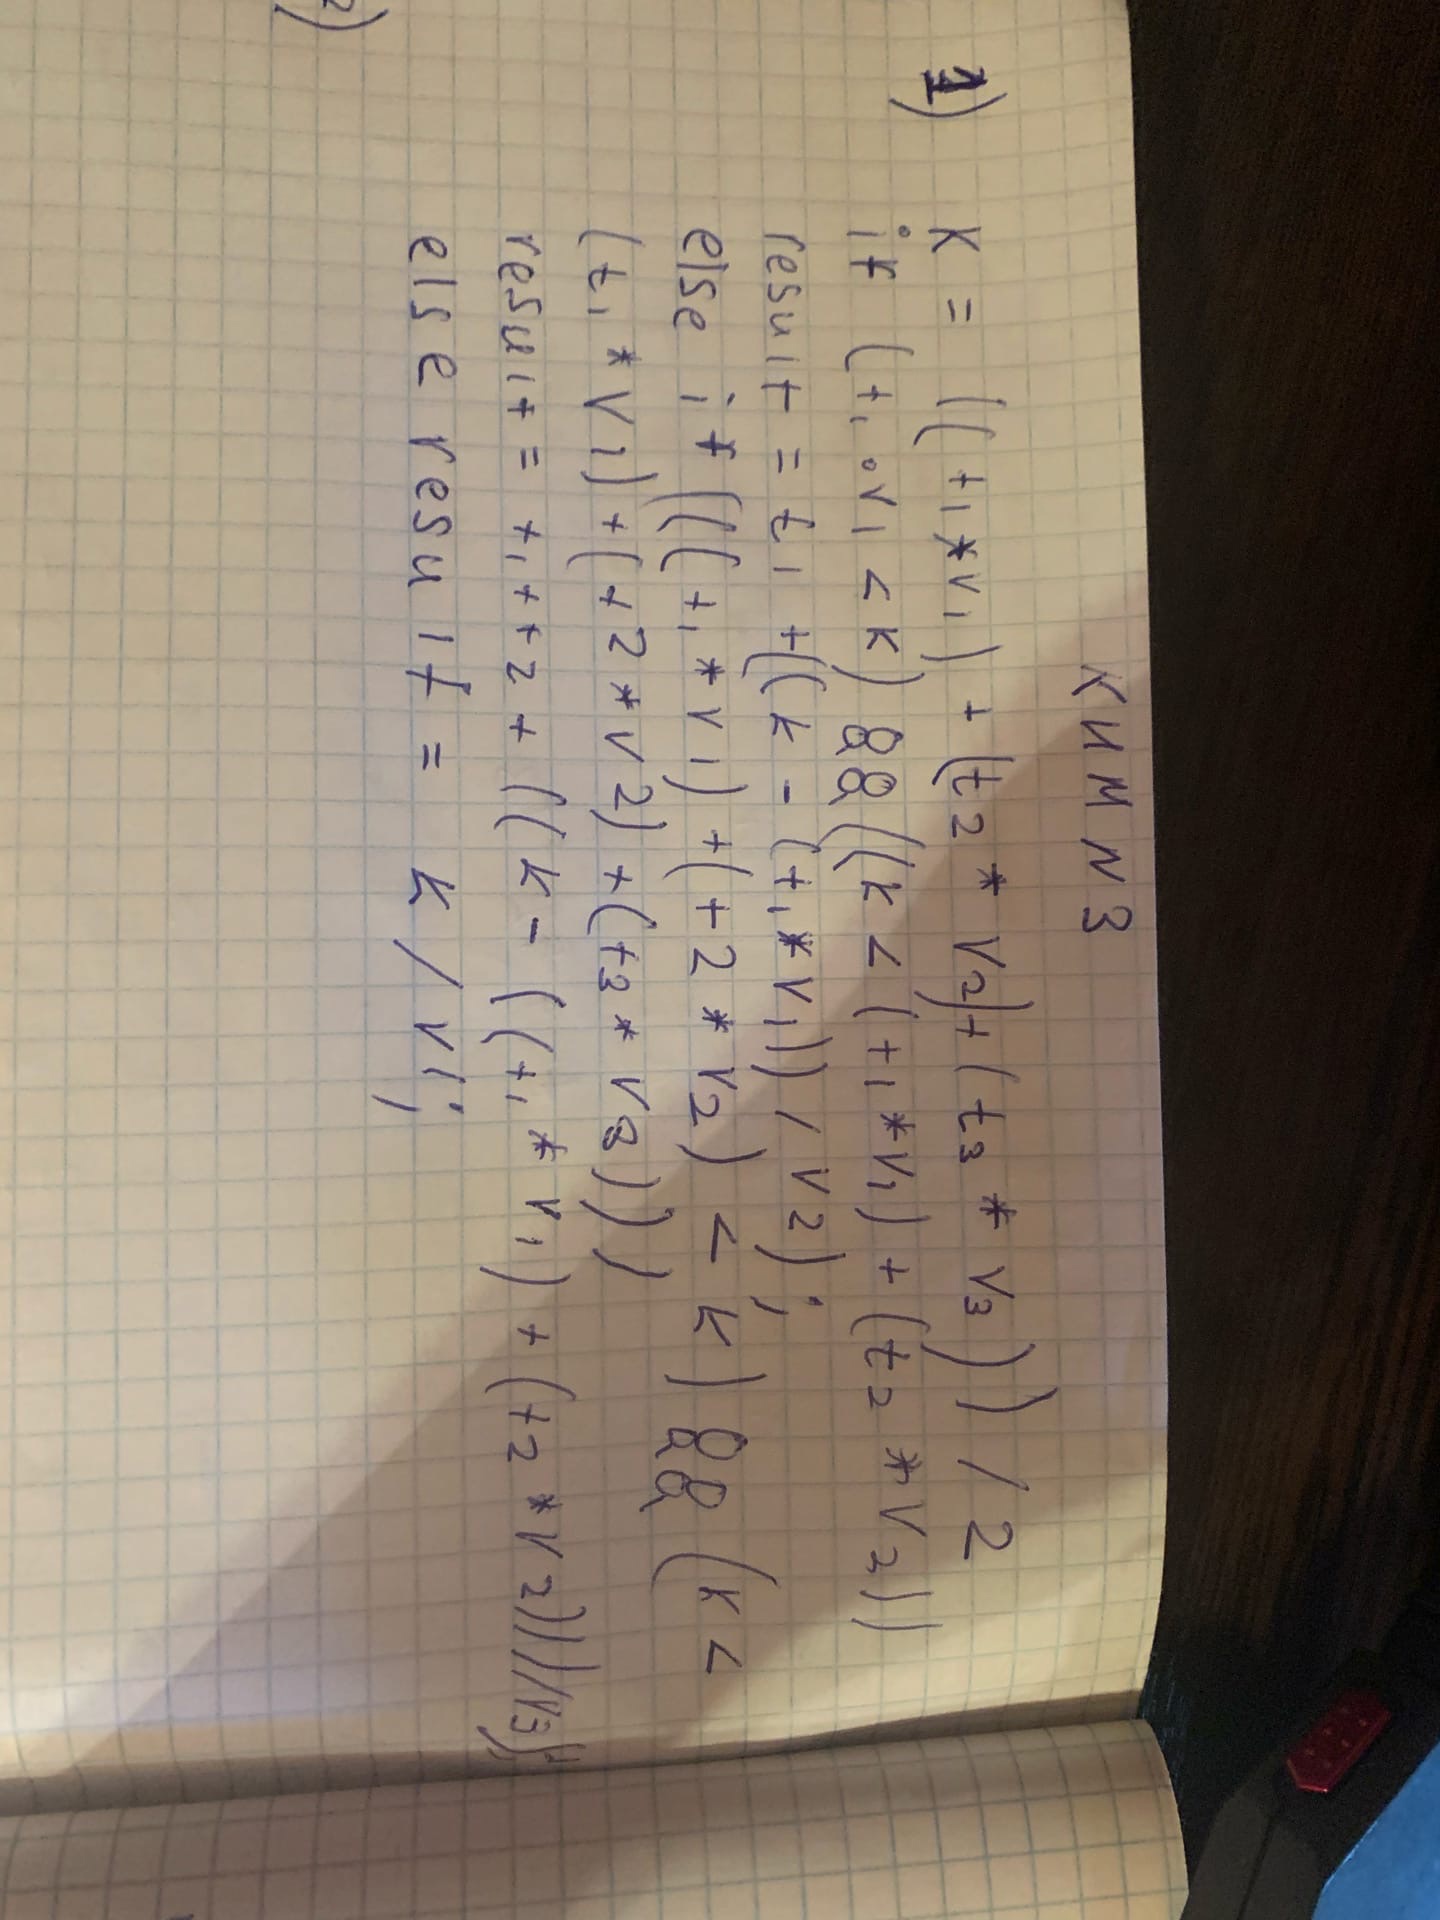 КИМ N3
1) K = ((t1*v1) + (t2 * v2) + (t3 * v3)) / 2
if (t1·v1 < k) && ((k < (t1*v1) + (t2 * v2))
result = t1 + ((k - (t1*v1)) / v2);
else if (((t1*v1) + (t2 * v2) < k) && (k <
(t1*v1) + (t2*v2) + (t3 * v3)))
result = t1+t2 + ((k - ((t1*v1) + (t2*v2)))/v3);
else result = k/v1;
2)